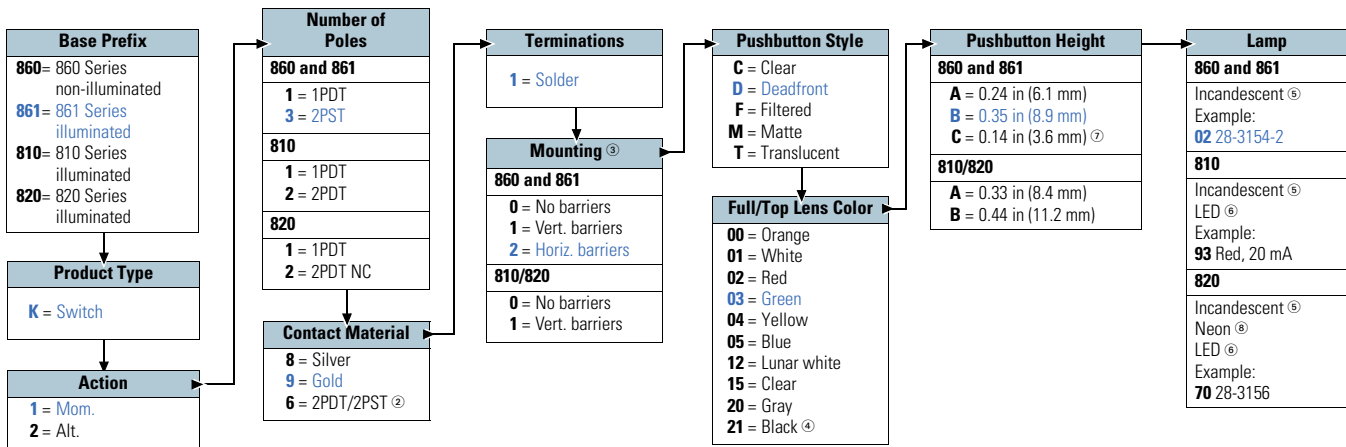 Base Prefix
860= 860 Series
non-illuminated
861= 861 Series
illuminated
810= 810 Series
illuminated
820= 820 Series
illuminated
Product Type
K = Switch
Action
1 = Mom.
2 = Alt.
Number of
Poles
860 and 861
1 = 1PDT
3 = 2PST
810
1 = 1PDT
2 = 2PDT
820
1 = 1PDT
2 = 2PDT NC
Contact Material
8 = Silver
9 = Gold
6 = 2PDT/2PST ②
Terminations
1 = Solder
Mounting ③
860 and 861
0 = No barriers
1 = Vert. barriers
2 = Horiz. barriers
810/820
0 = No barriers
1 = Vert. barriers
Pushbutton Style
C = Clear
D = Deadfront
F = Filtered
M = Matte
T = Translucent
Full/Top Lens Color
00 = Orange
01 = White
02 = Red
03 = Green
04 = Yellow
05 = Blue
12 = Lunar white
15 = Clear
20 = Gray
21 = Black ④
Pushbutton Height
860 and 861
A = 0.24 in (6.1 mm)
B = 0.35 in (8.9 mm)
C = 0.14 in (3.6 mm) ⑦
810/820
A = 0.33 in (8.4 mm)
B = 0.44 in (11.2 mm)
Lamp
860 and 861
Incandescent ⑤
Example:
02 28-3154-2
810
Incandescent ⑤
LED ⑥
Example:
93 Red, 20 mA
820
Incandescent ⑤
Neon ⑧
LED ⑥
Example:
70 28-3156